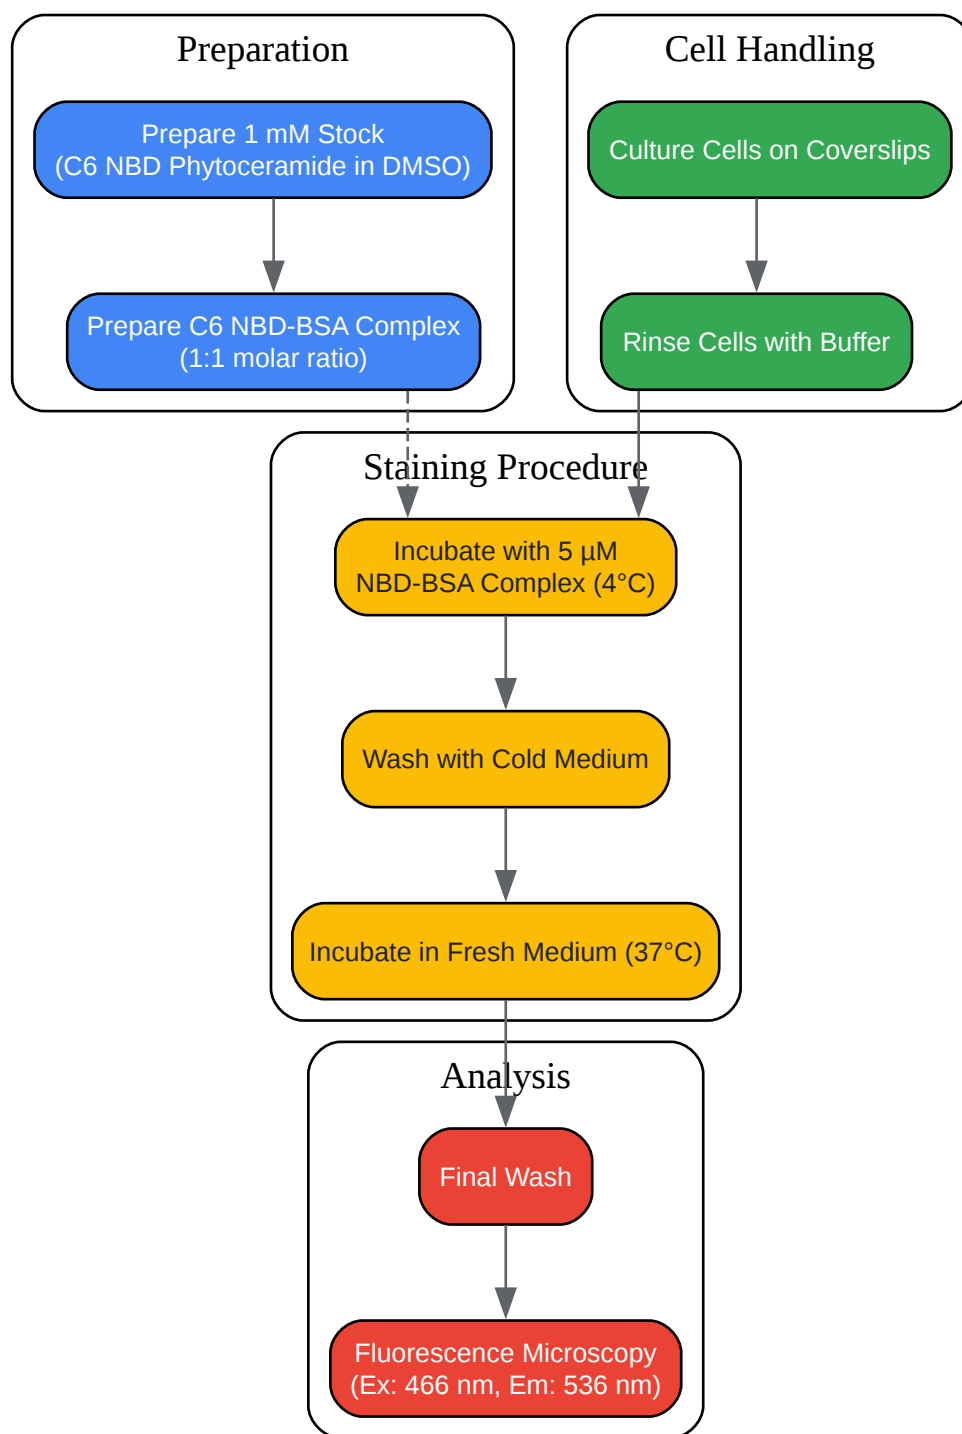 Preparation
Prepare 1 mM Stock
(C6 NBD Phytoceramide in DMSO)
Prepare C6 NBD-BSA Complex
(1:1 molar ratio)
Cell Handling
Culture Cells on Coverslips
Rinse Cells with Buffer
Staining Procedure
Incubate with 5 µM
NBD-BSA Complex (4°C)
Wash with Cold Medium
Incubate in Fresh Medium (37°C)
Analysis
Final Wash
Fluorescence Microscopy
(Ex: 466 nm, Em: 536 nm)